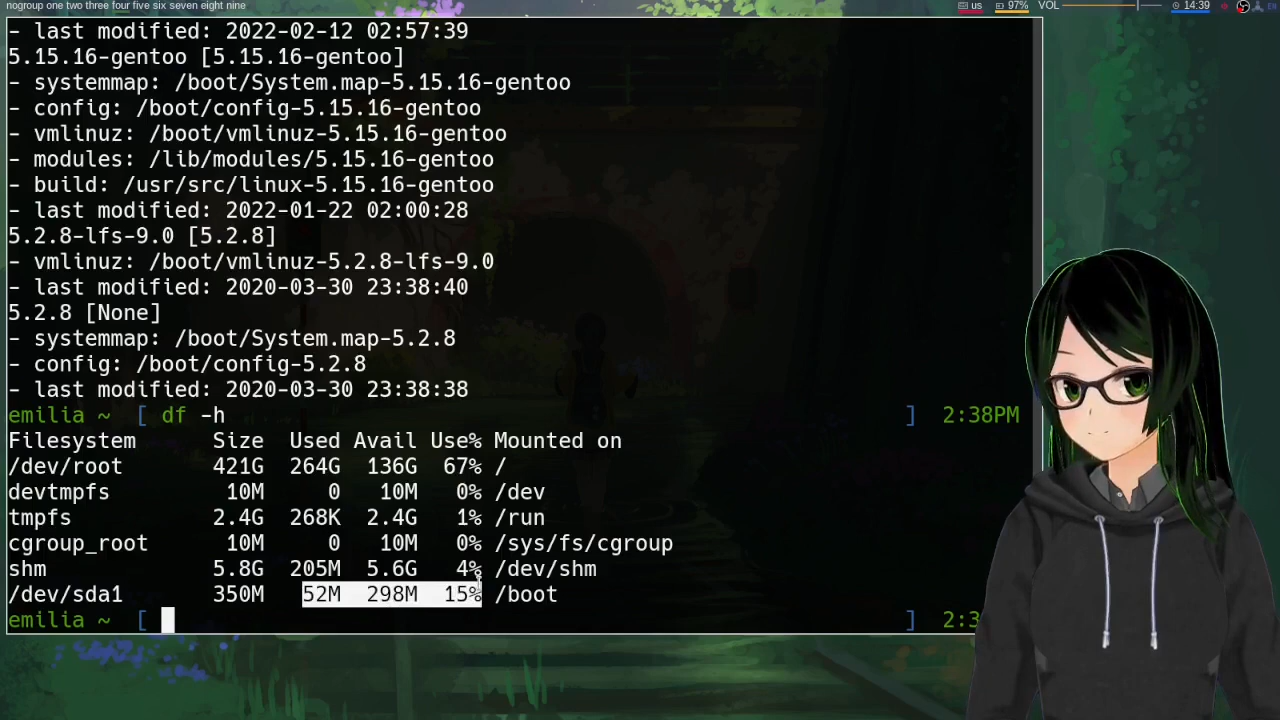 nogroup one two three four five six seven eight nine us 97% VOL 14:39
- last modified: 2022-02-12 02:57:39
5.15.16-gentoo [5.15.16-gentoo]
- systemmap: /boot/System.map-5.15.16-gentoo
- config: /boot/config-5.15.16-gentoo
- vmlinuz: /boot/vmlinuz-5.15.16-gentoo
- modules: /lib/modules/5.15.16-gentoo
- build: /usr/src/linux-5.15.16-gentoo
- last modified: 2022-01-22 02:00:28
5.2.8-lfs-9.0 [5.2.8]
- vmlinuz: /boot/vmlinuz-5.2.8-lfs-9.0
- last modified: 2020-03-30 23:38:40
5.2.8 [None]
- systemmap: /boot/System.map-5.2.8
- config: /boot/config-5.2.8
- last modified: 2020-03-30 23:38:38
emilia ~ [ df -h ] 2:38PM
Filesystem Size Used Avail Use% Mounted on
/dev/root 421G 264G 136G 67% /
devtmpfs 10M 0 10M 0% /dev
tmpfs 2.4G 268K 2.4G 1% /run
cgroup_root 10M 0 10M 0% /sys/fs/cgroup
shm 5.8G 205M 5.6G 4% /dev/shm
/dev/sda1 350M 52M 298M 15% /boot
emilia ~ [ ]